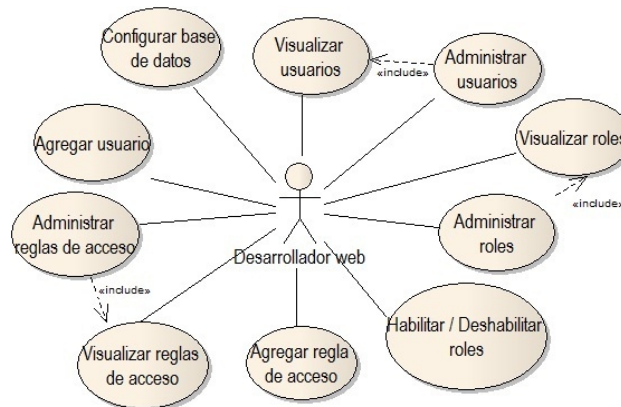 Configurar base
de datos
Visualizar
usuarios
«include»
Administrar
usuarios
Agregar usuario
Visualizar roles
«include»
Administrar
reglas de acceso
Administrar
roles
Desarrollador web
«include»
Visualizar reglas
de acceso
Agregar regla
de acceso
Habilitar / Deshabilitar
roles